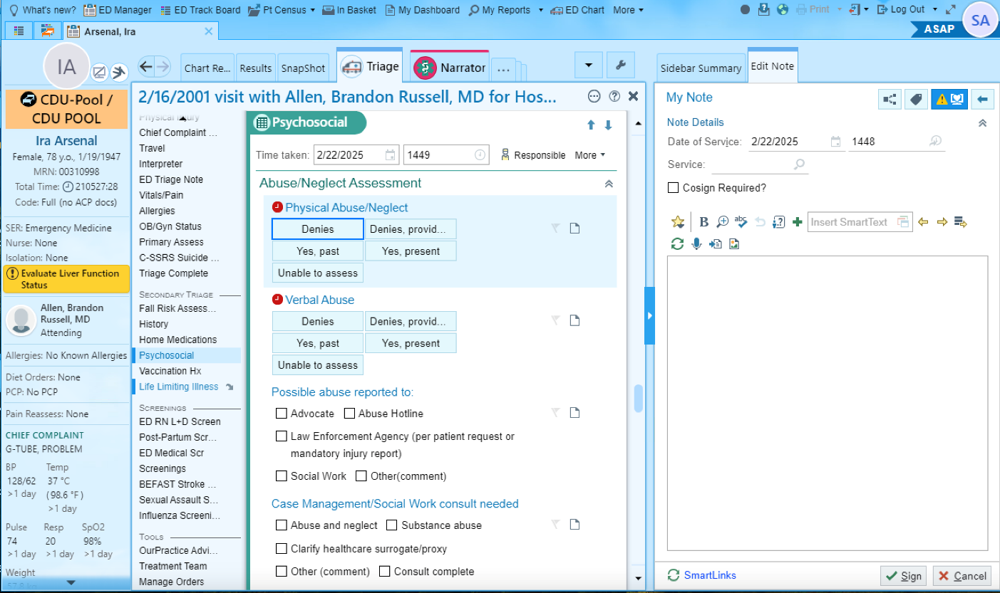 What's new?
ED Manager
ED Track Board
Pt Census
In Basket
My Dashboard
My Reports
ED Chart
More
Print
Log Out
SA
Arsenal, Ira
ASAP
IA
CDU-Pool /
CDU POOL
Ira Arsenal
Female, 78 y.o., 1/19/1947
MRN: 00310998
Total Time: 210527:28
Code: Full (no ACP docs)
SER: Emergency Medicine
Nurse: None
Isolation: None
Evaluate Liver Function
Status
Allen, Brandon
Russell, MD
Attending
Allergies: No Known Allergies
Diet Orders: None
PCP: No PCP
Pain Reassess: None
CHIEF COMPLAINT
G-TUBE, PROBLEM
BP Temp
128/62 37 °C
>1 day (98.6 °F)
>1 day
Pulse Resp SpO2
74 20 98%
>1 day >1 day >1 day
Weight
57.8 kg
Chart Re...
Results
SnapShot
Triage
Narrator
...
2/16/2001 visit with Allen, Brandon Russell, MD for Hos...
Physical Injury
Chief Complaint ...
Travel
Interpreter
ED Triage Note
Vitals/Pain
Allergies
OB/Gyn Status
Primary Assess
C-SSRS Suicide ...
Triage Complete
SECONDARY TRIAGE
Fall Risk Assess...
History
Home Medications
Psychosocial
Vaccination Hx
Life Limiting Illness
SCREENINGS
ED RN L+D Screen
Post-Partum Scr...
ED Medical Scr
Screenings
BEFAST Stroke ...
Sexual Assault S...
Influenza Screeni...
TOOLS
OurPractice Advi...
Treatment Team
Manage Orders
Psychosocial
Time taken: 2/22/2025 1449 Responsible More
Abuse/Neglect Assessment
Physical Abuse/Neglect
Denies Denies, provid...
Yes, past Yes, present
Unable to assess
Verbal Abuse
Denies Denies, provid...
Yes, past Yes, present
Unable to assess
Possible abuse reported to:
Advocate Abuse Hotline
Law Enforcement Agency (per patient request or
mandatory injury report)
Social Work Other(comment)
Case Management/Social Work consult needed
Abuse and neglect Substance abuse
Clarify healthcare surrogate/proxy
Other (comment) Consult complete
Sidebar Summary
Edit Note
My Note
Note Details
Date of Service: 2/22/2025 1448
Service:
Cosign Required?
B abc Insert SmartText
SmartLinks
Sign
Cancel